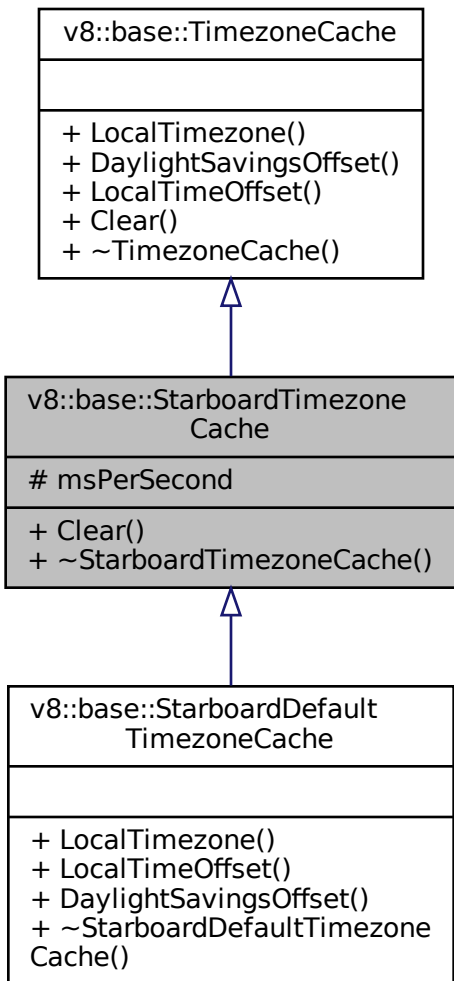 v8::base::TimezoneCache
+ LocalTimezone()
+ DaylightSavingsOffset()
+ LocalTimeOffset()
+ Clear()
+ ~TimezoneCache()
v8::base::StarboardTimezone
Cache
# msPerSecond
+ Clear()
+ ~StarboardTimezoneCache()
v8::base::StarboardDefault
TimezoneCache
+ LocalTimezone()
+ LocalTimeOffset()
+ DaylightSavingsOffset()
+ ~StarboardDefaultTimezone
Cache()